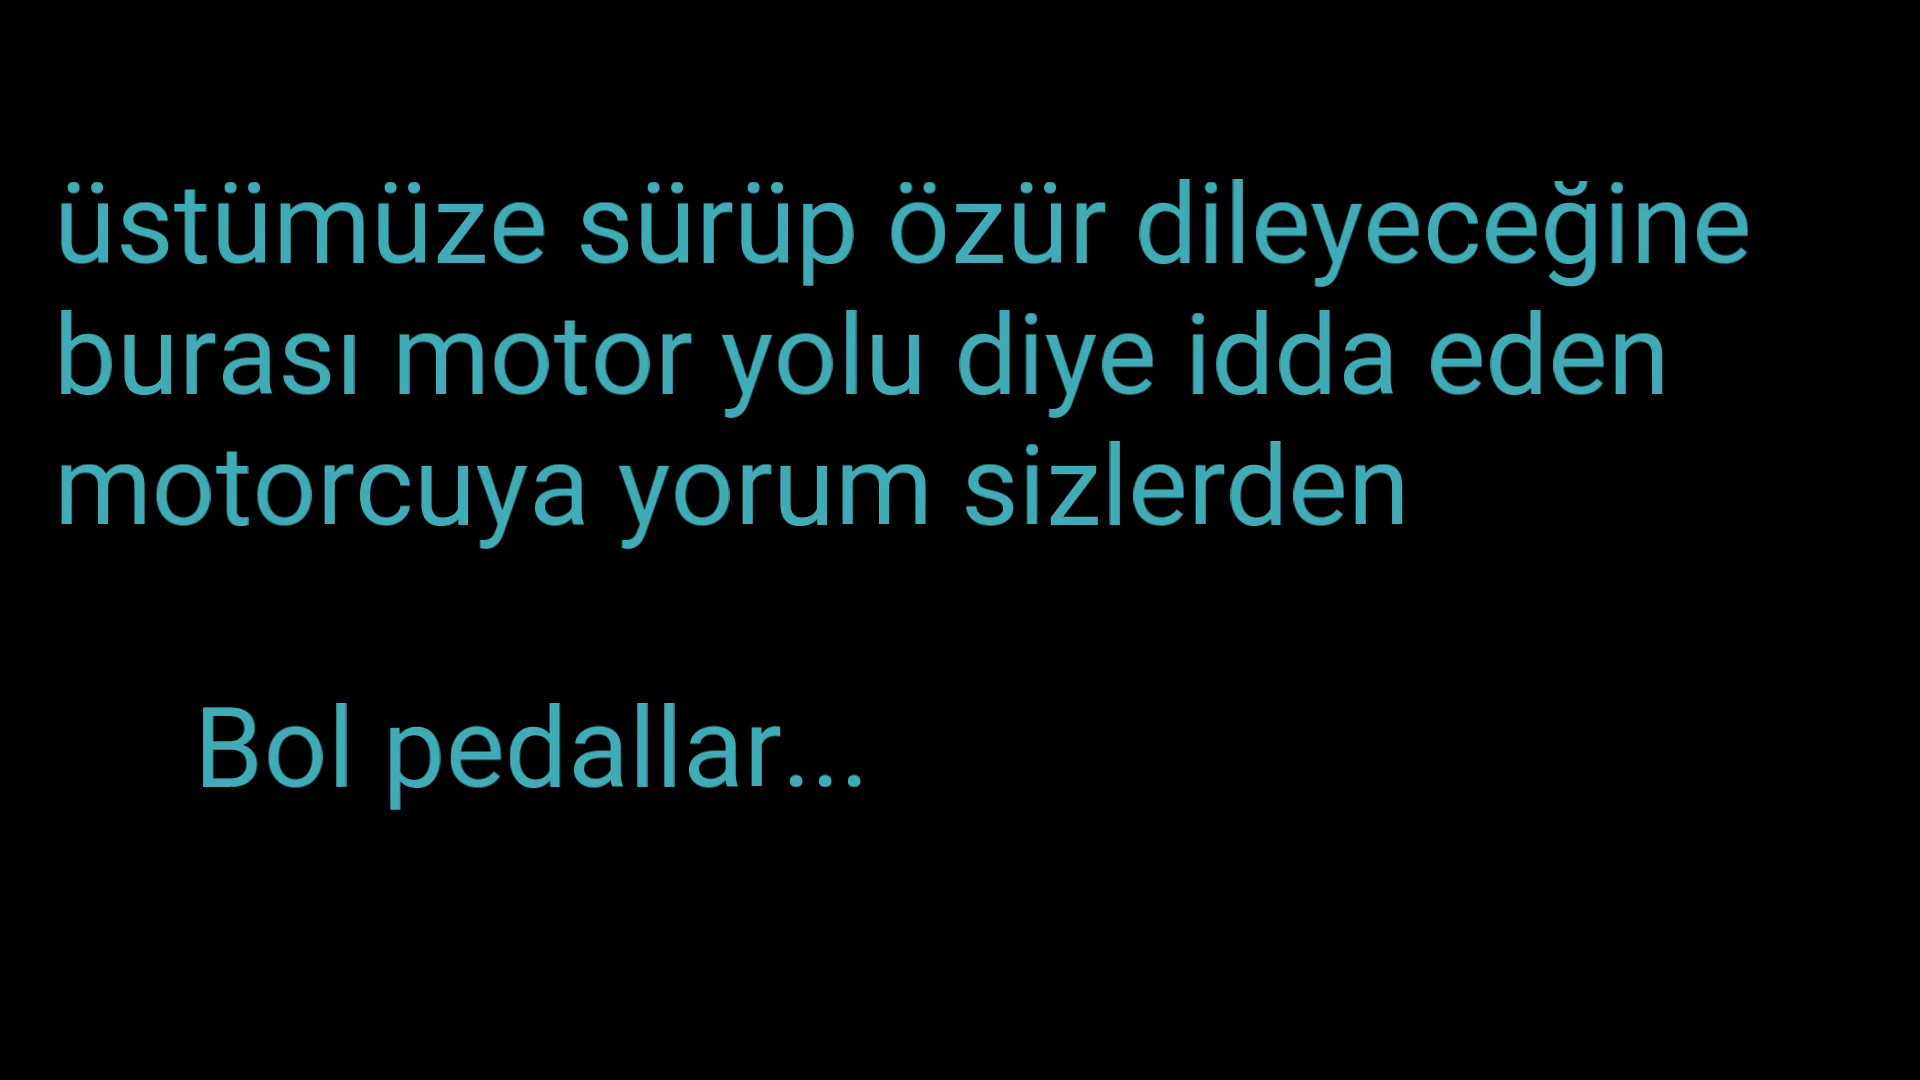 üstümüze sürüp özür dileyeceğine
burası motor yolu diye idda eden
motorcuya yorum sizlerden
Bol pedallar...